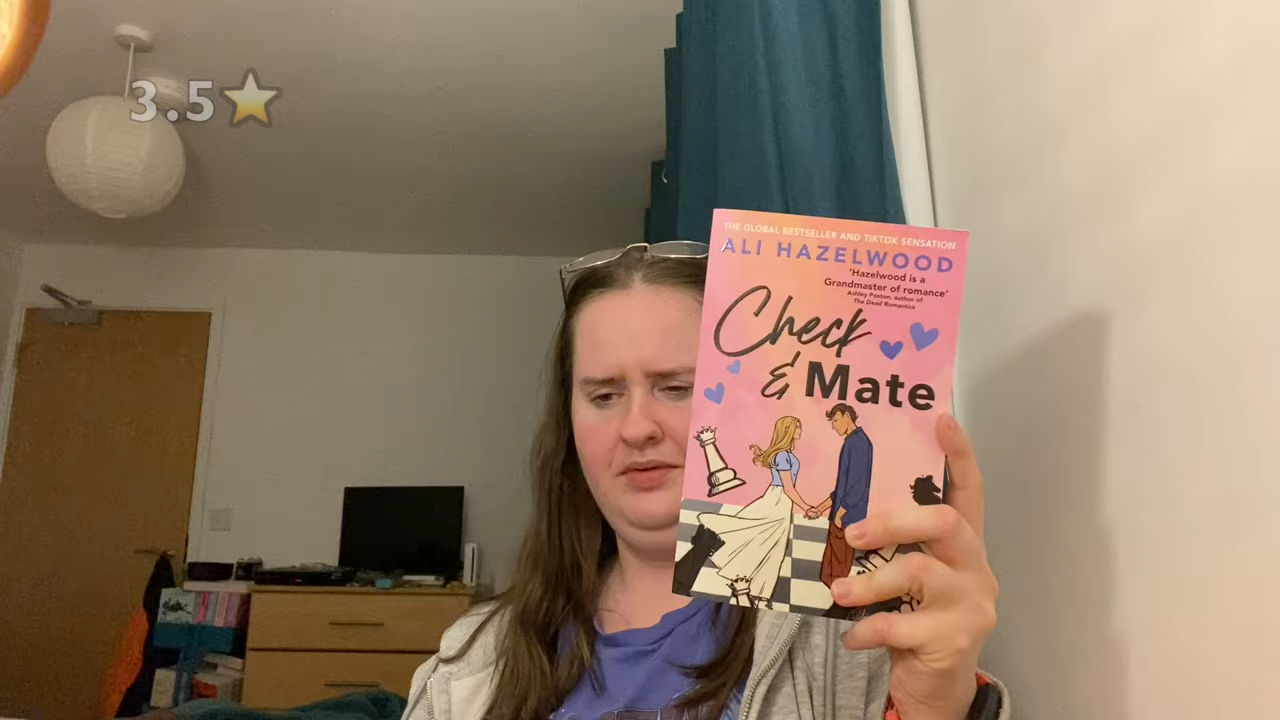 3.5⭐
THE GLOBAL BESTSELLER AND TIKTOK SENSATION
ALI HAZELWOOD
'Hazelwood is a
Grandmaster of romance'
Ashley Poston, author of
The Dead Romantics
Check
& Mate